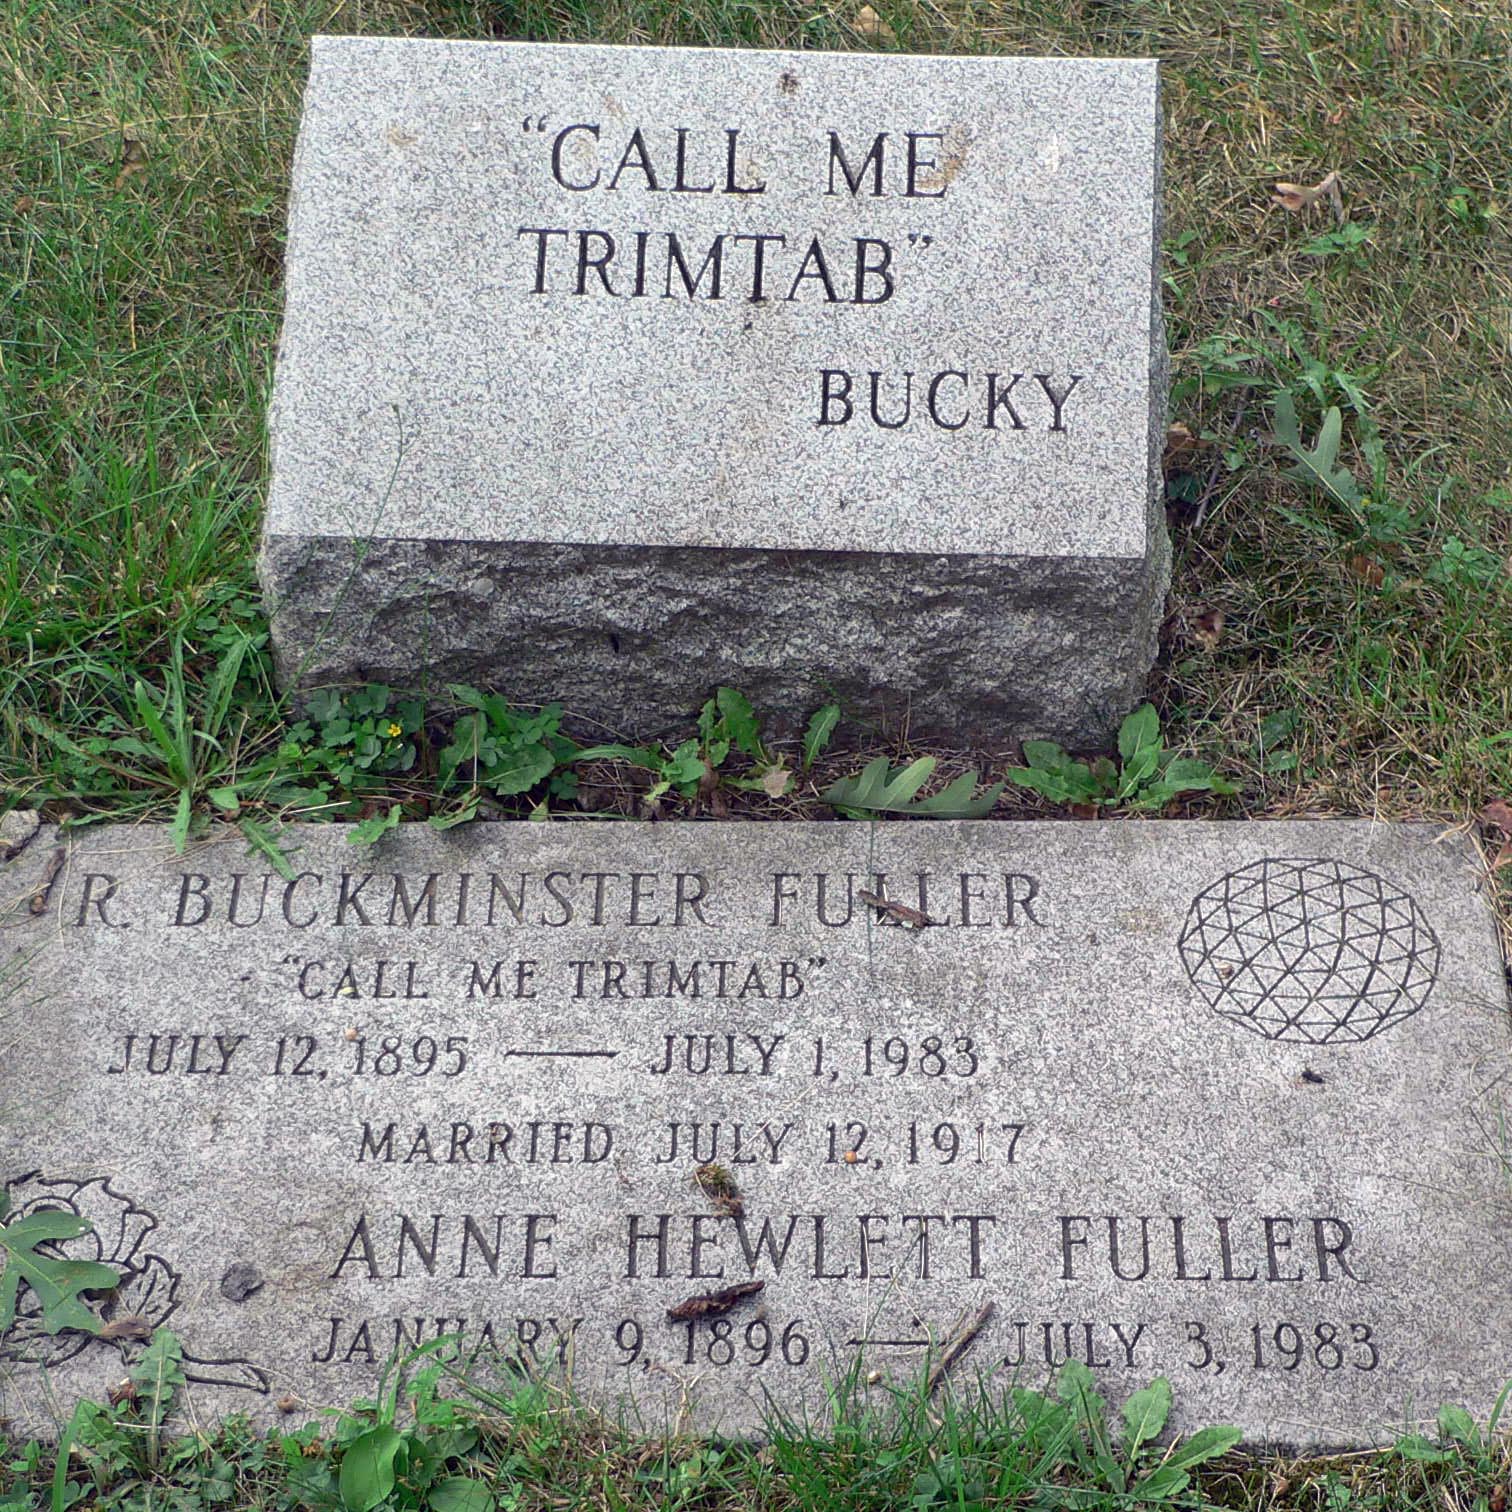 “CALL ME
TRIMTAB”
BUCKY
R. BUCKMINSTER FULLER
“CALL ME TRIMTAB”
JULY 12, 1895 — JULY 1, 1983
MARRIED JULY 12, 1917
ANNE HEWLETT FULLER
JANUARY 9, 1896 — JULY 3, 1983